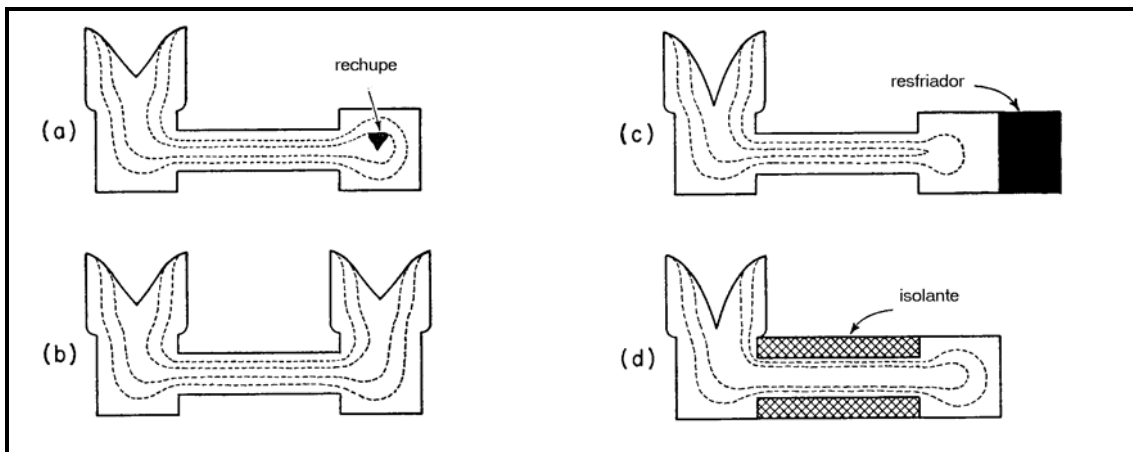 rechupe
(a)
resfriador
(c)
(b)
isolante
(d)